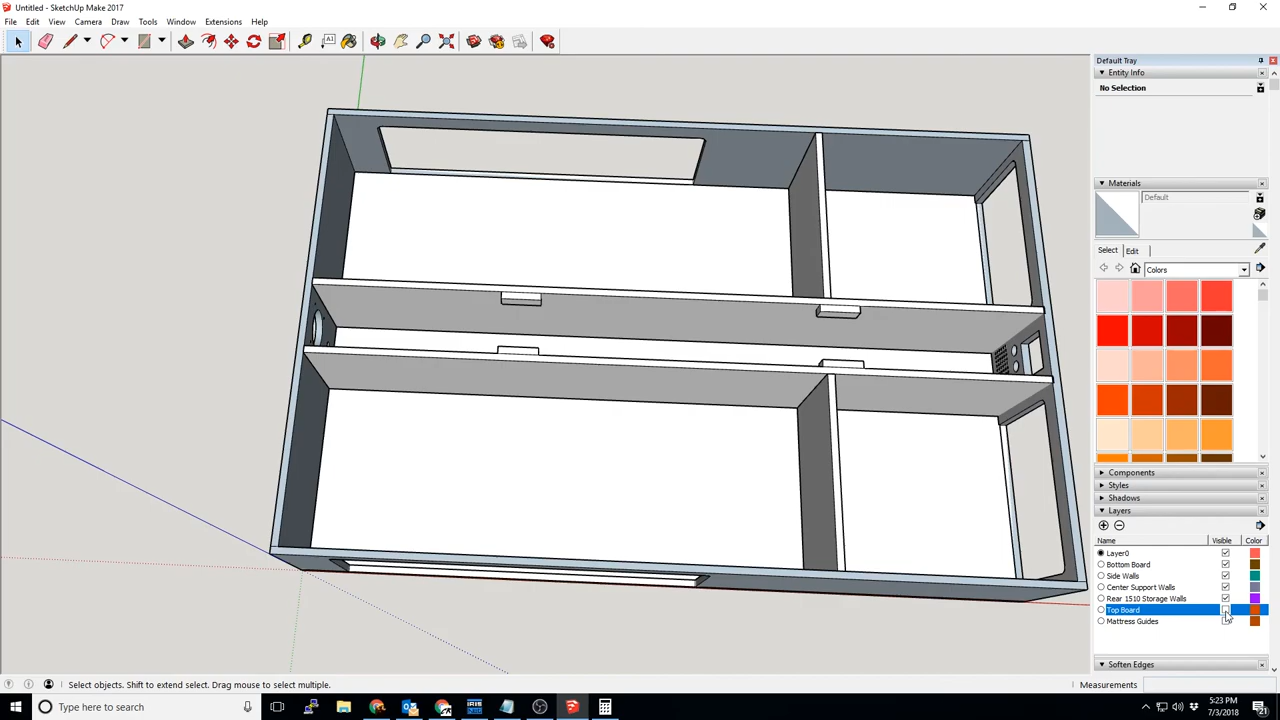 Untitled - SketchUp Make 2017
File Edit View Camera Draw Tools Window Extensions Help
Default Tray
Entity Info
No Selection
Materials
Default
Select Edit
Colors
Components
Styles
Shadows
Layers
Name Visible Color
Layer0
Bottom Board
Side Walls
Center Support Walls
Rear 1510 Storage Walls
Top Board
Mattress Guides
Soften Edges
Select objects. Shift to extend select. Drag mouse to select multiple.
Measurements
Type here to search
5:23 PM
7/3/2018
21